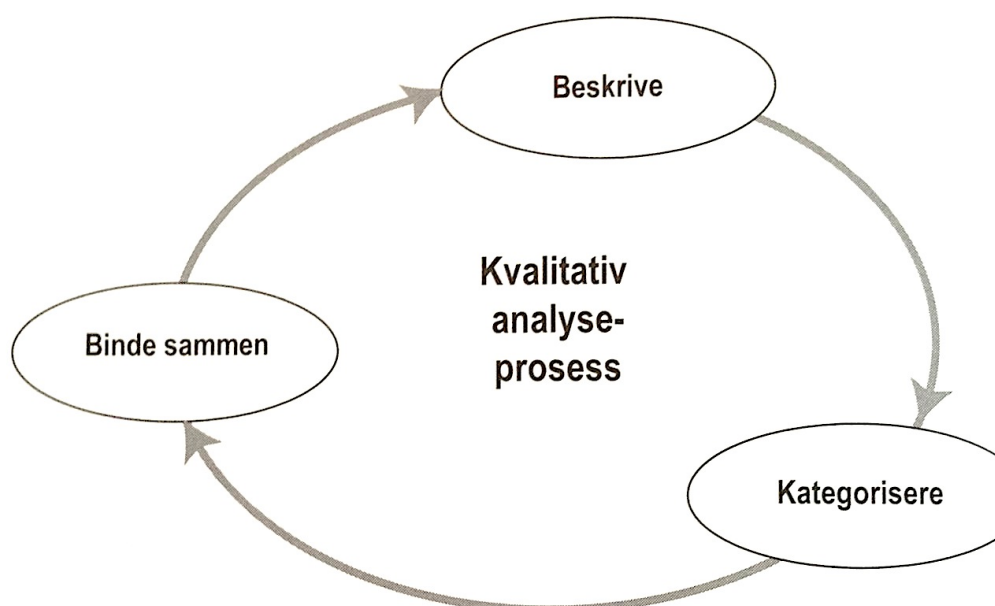 Beskrive
Kvalitativ
analyse-
prosess
Binde sammen
Kategorisere